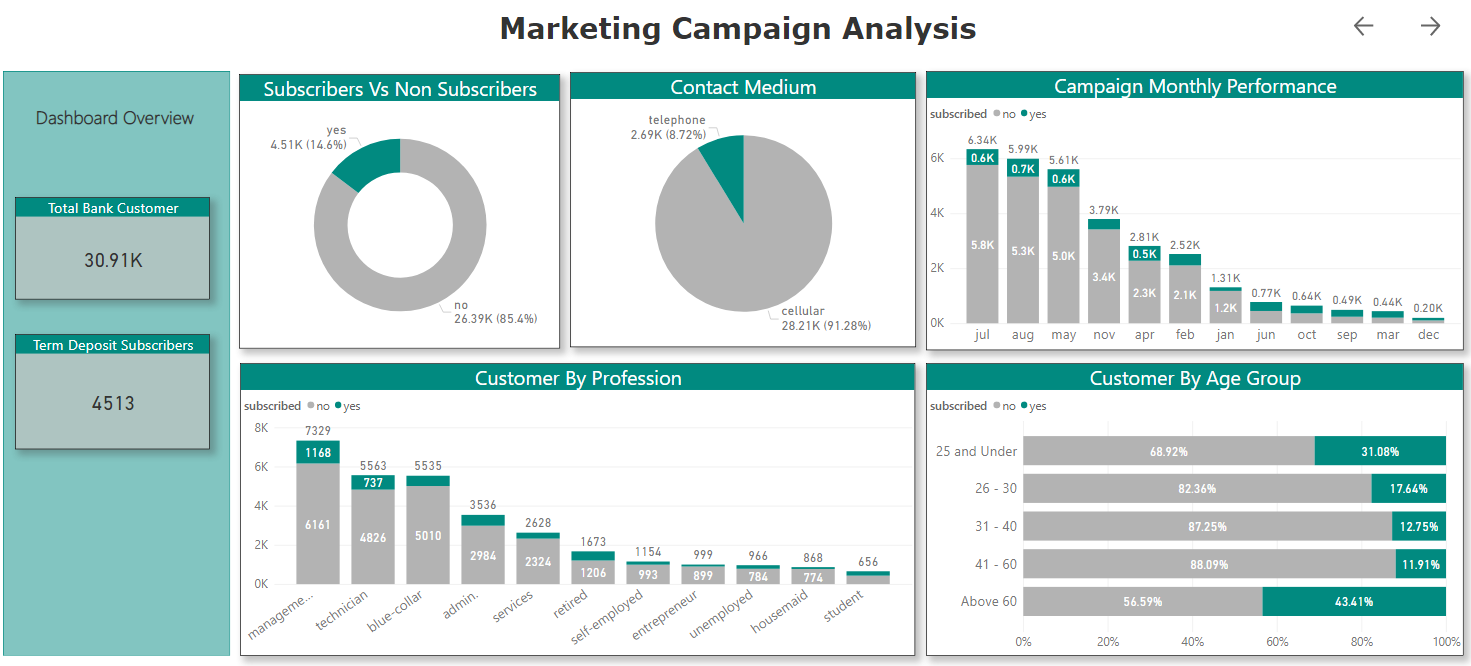 Marketing Campaign Analysis
Dashboard Overview
Total Bank Customer
30.91K
Term Deposit Subscribers
4513
Subscribers Vs Non Subscribers
yes
4.51K (14.6%)
no
26.39K (85.4%)
Contact Medium
telephone
2.69K (8.72%)
cellular
28.21K (91.28%)
Campaign Monthly Performance
subscribed no yes
6.34K 5.99K 5.61K 3.79K 2.81K 2.52K 1.31K 0.77K 0.64K 0.49K 0.44K 0.20K
0.6K 0.7K 0.6K 0.5K
5.8K 5.3K 5.0K 3.4K 2.3K 2.1K 1.2K
6K
4K
2K
0K
jul aug may nov apr feb jan jun oct sep mar dec
Customer By Profession
subscribed no yes
7329 5563 5535 3536 2628 1673 1154 999 966 868 656
1168 737
6161 4826 5010 2984 2324 1206 993 899 784 774
8K
6K
4K
2K
0K
manageme... technician blue-collar admin. services retired self-employed entrepreneur unemployed housemaid student
Customer By Age Group
subscribed no yes
25 and Under 68.92% 31.08%
26 - 30 82.36% 17.64%
31 - 40 87.25% 12.75%
41 - 60 88.09% 11.91%
Above 60 56.59% 43.41%
0% 20% 40% 60% 80% 100%